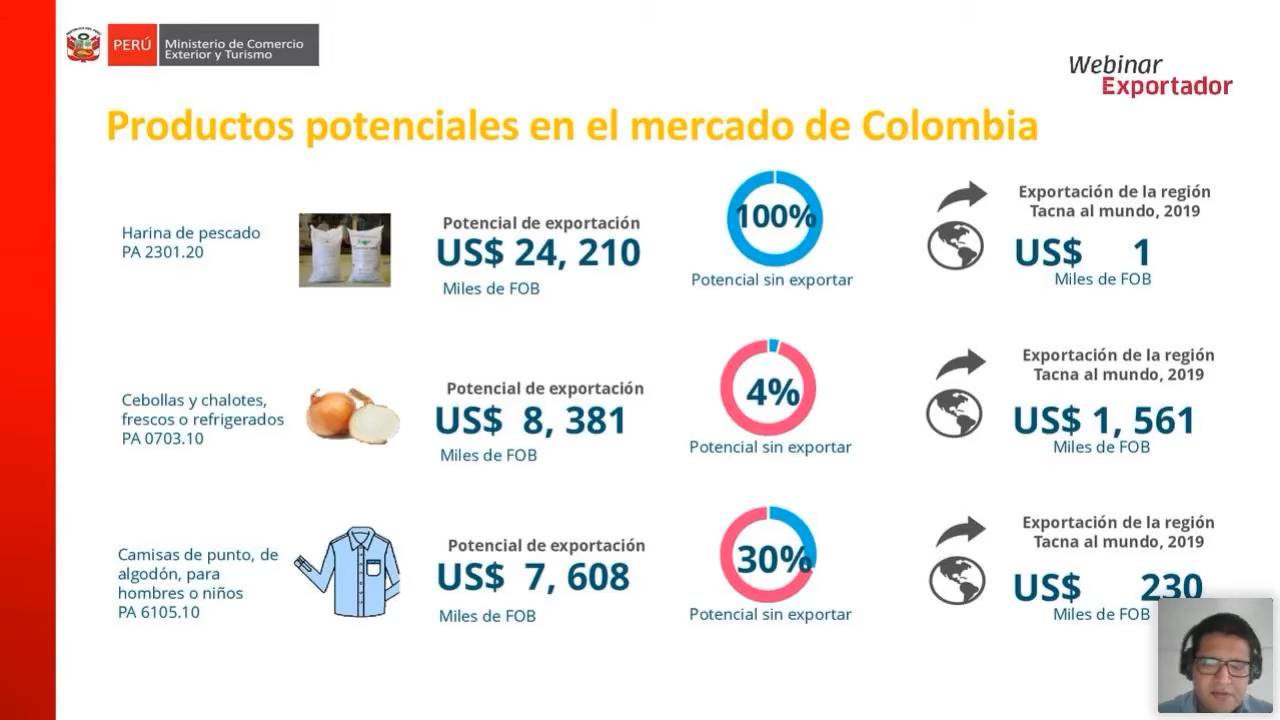 PERÚ
Ministerio de Comercio
Exterior y Turismo
Webinar
Exportador
Productos potenciales en el mercado de Colombia
Harina de pescado
PA 2301.20
Potencial de exportación
US$ 24, 210
Miles de FOB
100%
Potencial sin exportar
Exportación de la región
Tacna al mundo, 2019
US$ 1
Miles de FOB
Cebollas y chalotes,
frescos o refrigerados
PA 0703.10
Potencial de exportación
US$ 8, 381
Miles de FOB
4%
Potencial sin exportar
Exportación de la región
Tacna al mundo, 2019
US$ 1, 561
Miles de FOB
Camisas de punto, de
algodón, para
hombres o niños
PA 6105.10
Potencial de exportación
US$ 7, 608
Miles de FOB
30%
Potencial sin exportar
Exportación de la región
Tacna al mundo, 2019
US$ 230
Miles de FOB